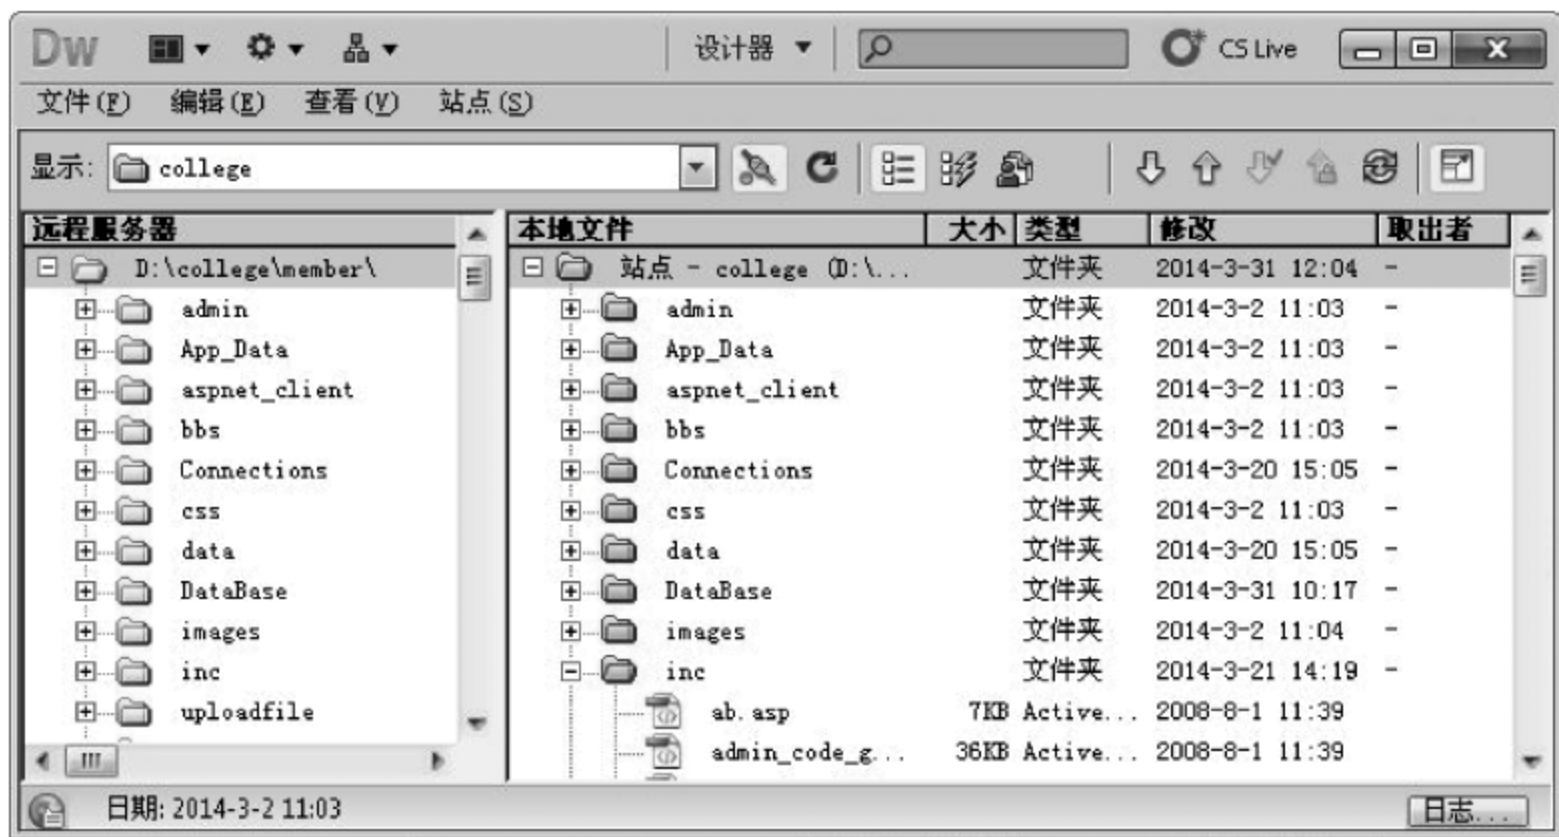 Dw 设计器 CS Live
文件(F) 编辑(E) 查看(V) 站点(S)
显示: college
远程服务器 本地文件 大小 类型 修改 取出者
D:\college\member\ 站点 - college (D:\... 文件夹 2014-3-31 12:04 -
admin admin 文件夹 2014-3-2 11:03 -
App_Data App_Data 文件夹 2014-3-2 11:03 -
aspnet_client aspnet_client 文件夹 2014-3-2 11:03 -
bbs bbs 文件夹 2014-3-2 11:03 -
Connections Connections 文件夹 2014-3-20 15:05 -
css css 文件夹 2014-3-2 11:03 -
data data 文件夹 2014-3-20 15:05 -
DataBase DataBase 文件夹 2014-3-31 10:17 -
images images 文件夹 2014-3-2 11:04 -
inc inc 文件夹 2014-3-21 14:19 -
uploadfile ab.asp 7KB Active... 2008-8-1 11:39
admin_code_g... 36KB Active... 2008-8-1 11:39
日期: 2014-3-2 11:03 日志...